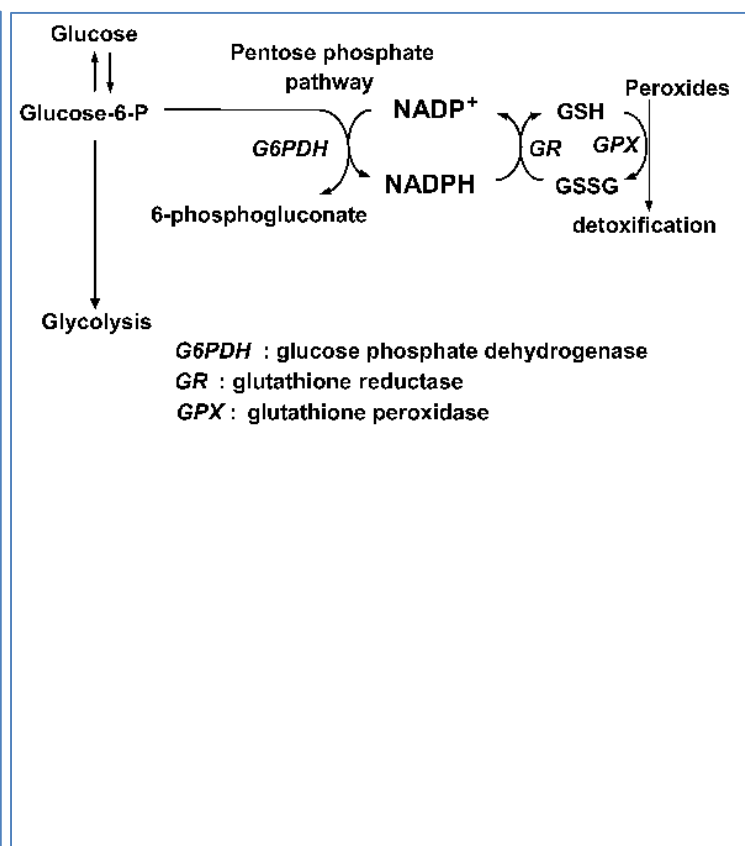 Glucose
Pentose phosphate
pathway
Peroxides
Glucose-6-P
NADP+
GSH
G6PDH
GR
GPX
NADPH
GSSG
6-phosphogluconate
detoxification
Glycolysis
G6PDH : glucose phosphate dehydrogenase
GR : glutathione reductase
GPX : glutathione peroxidase